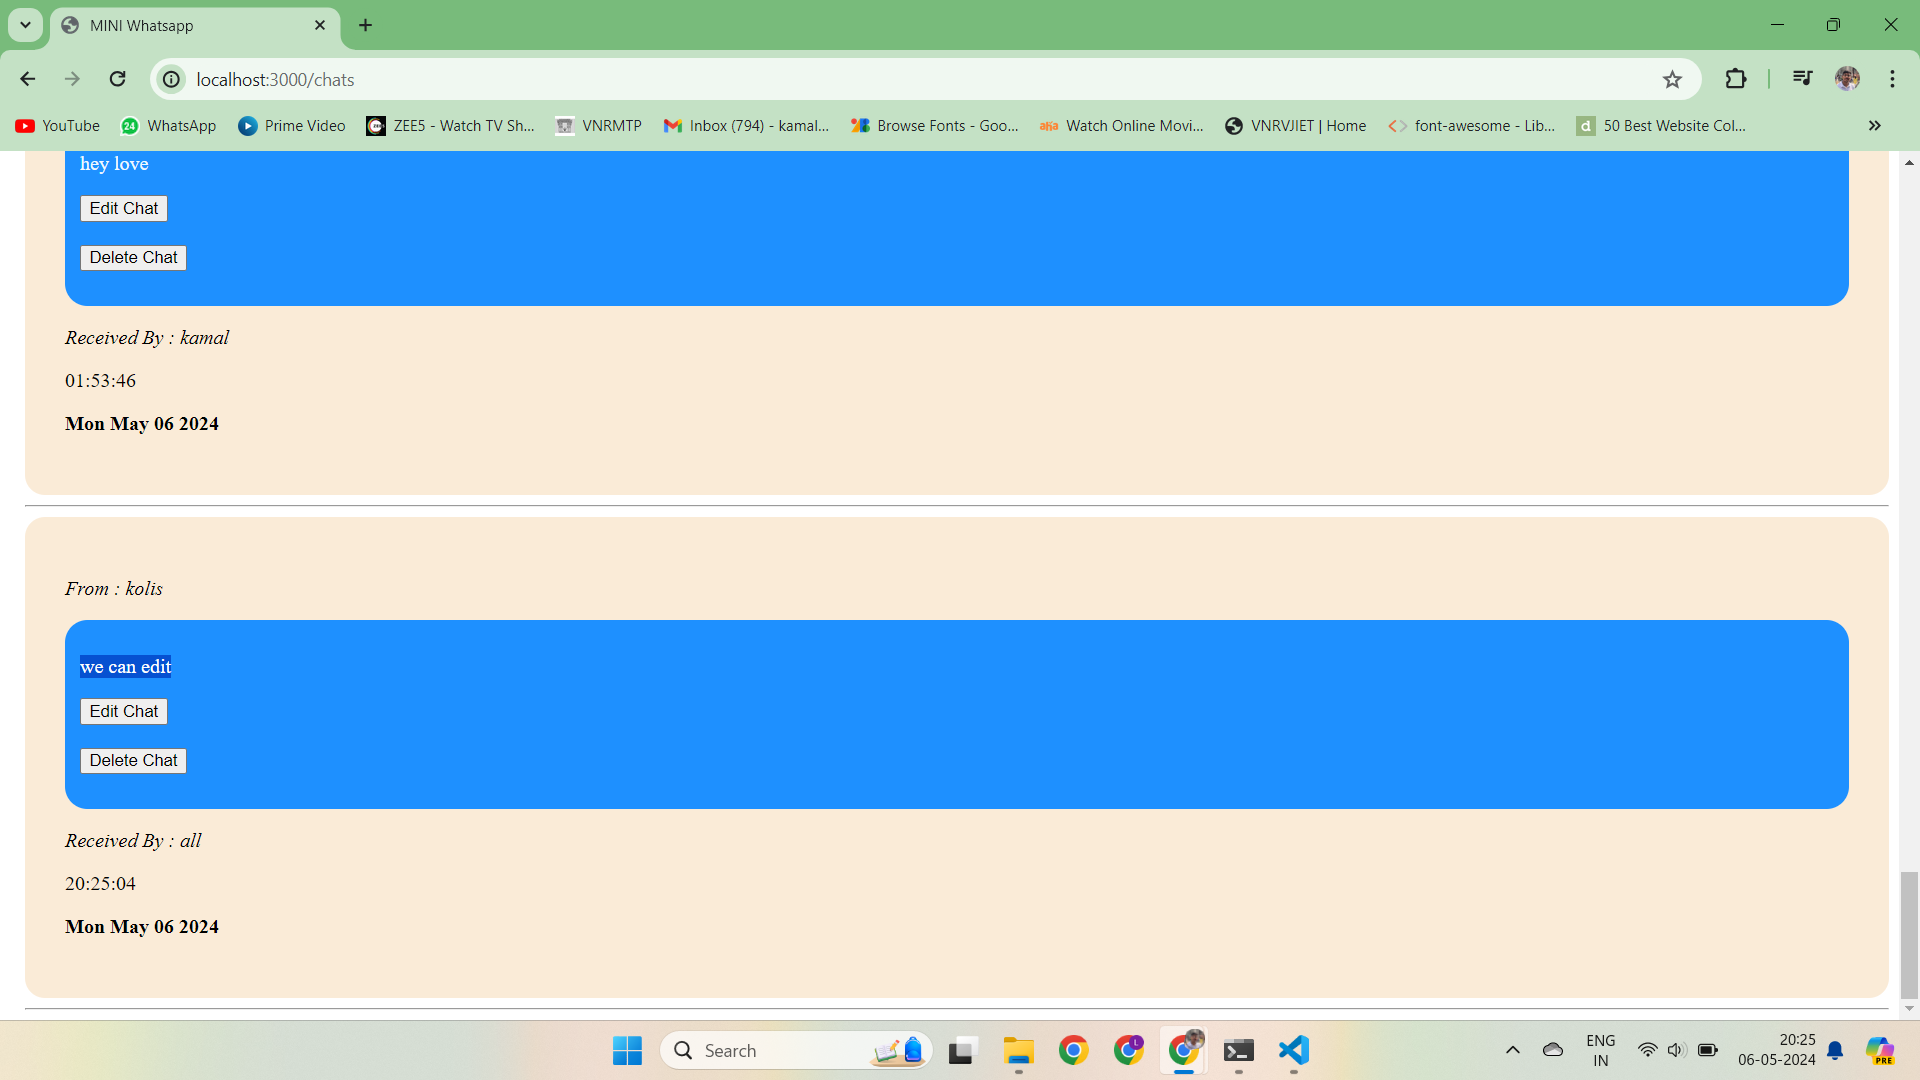 MINI Whatsapp
localhost:3000/chats
YouTube WhatsApp Prime Video ZEE5 - Watch TV Sh... VNRMTP Inbox (794) - kamal... Browse Fonts - Goo... Watch Online Movi... VNRVJIET | Home font-awesome - Lib... 50 Best Website Col...
hey love
Edit Chat
Delete Chat
Received By : kamal
01:53:46
Mon May 06 2024
From : kolis
we can edit
Edit Chat
Delete Chat
Received By : all
20:25:04
Mon May 06 2024
Search
ENG
IN
20:25
06-05-2024
PRE